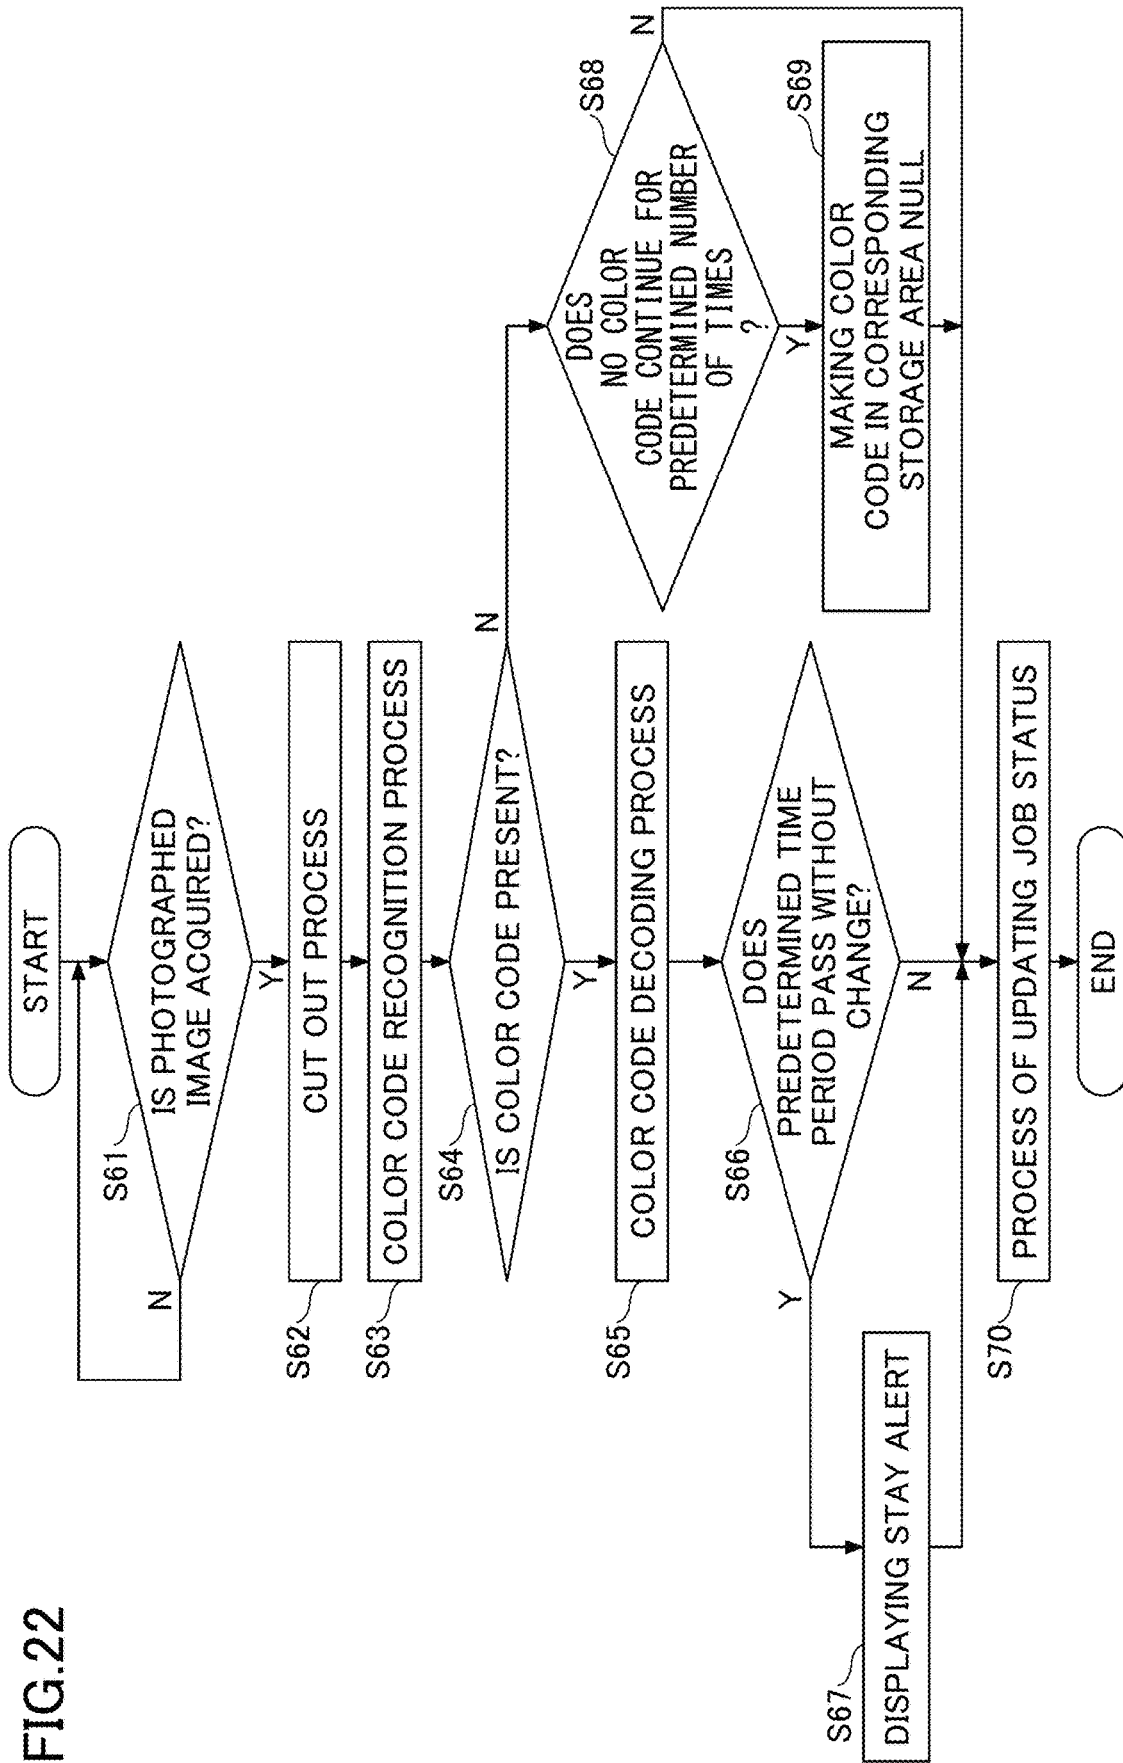 FIG.22
START
S61
IS PHOTOGRAPHED
IMAGE ACQUIRED?
N
Y
S62
CUT OUT PROCESS
S63
COLOR CODE RECOGNITION PROCESS
S64
IS COLOR CODE PRESENT?
N
Y
S65
COLOR CODE DECODING PROCESS
S66
DOES
PREDETERMINED TIME
PERIOD PASS WITHOUT
CHANGE?
Y
N
S67
DISPLAYING STAY ALERT
S68
DOES
NO COLOR
CODE CONTINUE FOR
PREDETERMINED NUMBER
OF TIMES
?
N
Y
S69
MAKING COLOR
CODE IN CORRESPONDING
STORAGE AREA NULL
S70
PROCESS OF UPDATING JOB STATUS
END